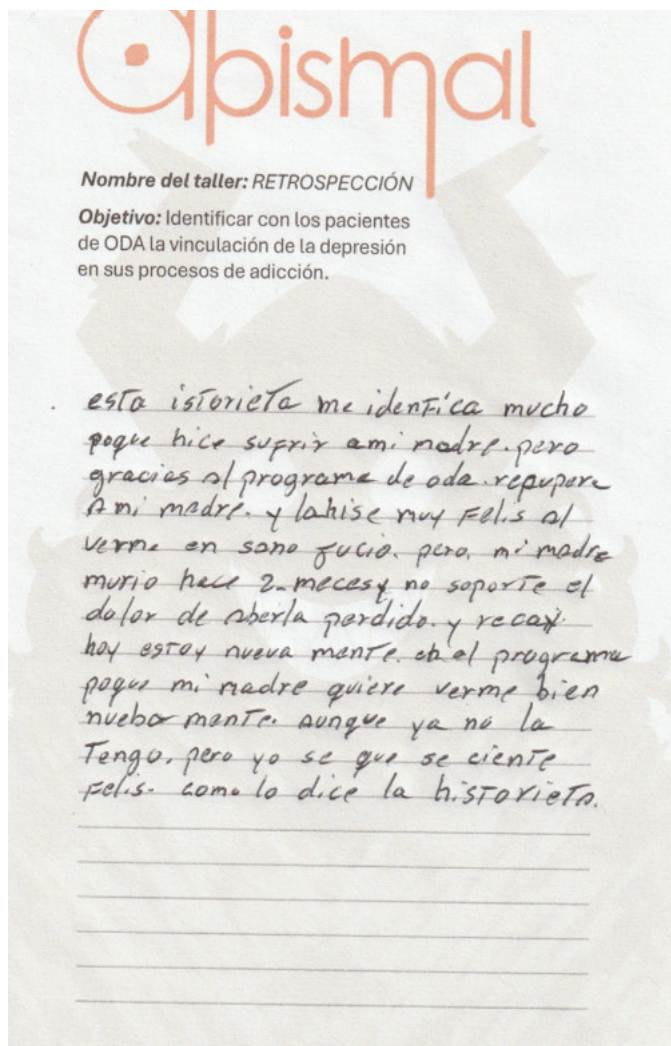 abismal
Nombre del taller: RETROSPECCIÓN
Objetivo: Identificar con los pacientes
de ODA la vinculación de la depresión
en sus procesos de adicción.
esta istorieta me identifica mucho
poque hice sufrir ami madre. pero
gracias al programa de oda. repupere
A mi madre. y lahise muy Felis al
verme en sano jucio. pero. mi madre
murio hace 2 meces y no soporte el
dolor de aberla perdido. y recai.
hoy estoy nueva mente. en el programa
poque mi madre quiere verme bien
nueba mente. aunque ya no la
Tengo. pero yo se que se ciente
Felis. como lo dice la historieta.